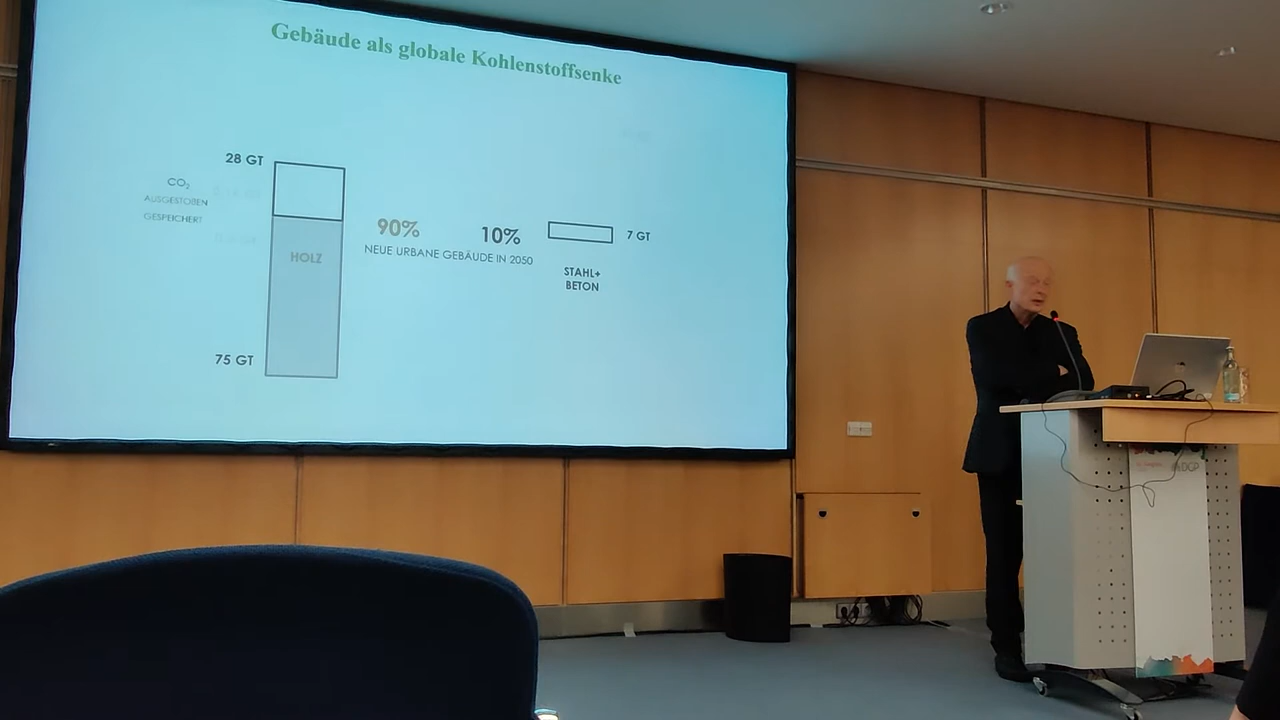 Gebäude als globale Kohlenstoffsenke
28 GT
CO₂
AUSGESTOßEN
GESPEICHERT
HOLZ
75 GT
90%
10%
NEUE URBANE GEBÄUDE IN 2050
7 GT
STAHL+
BETON
DGP